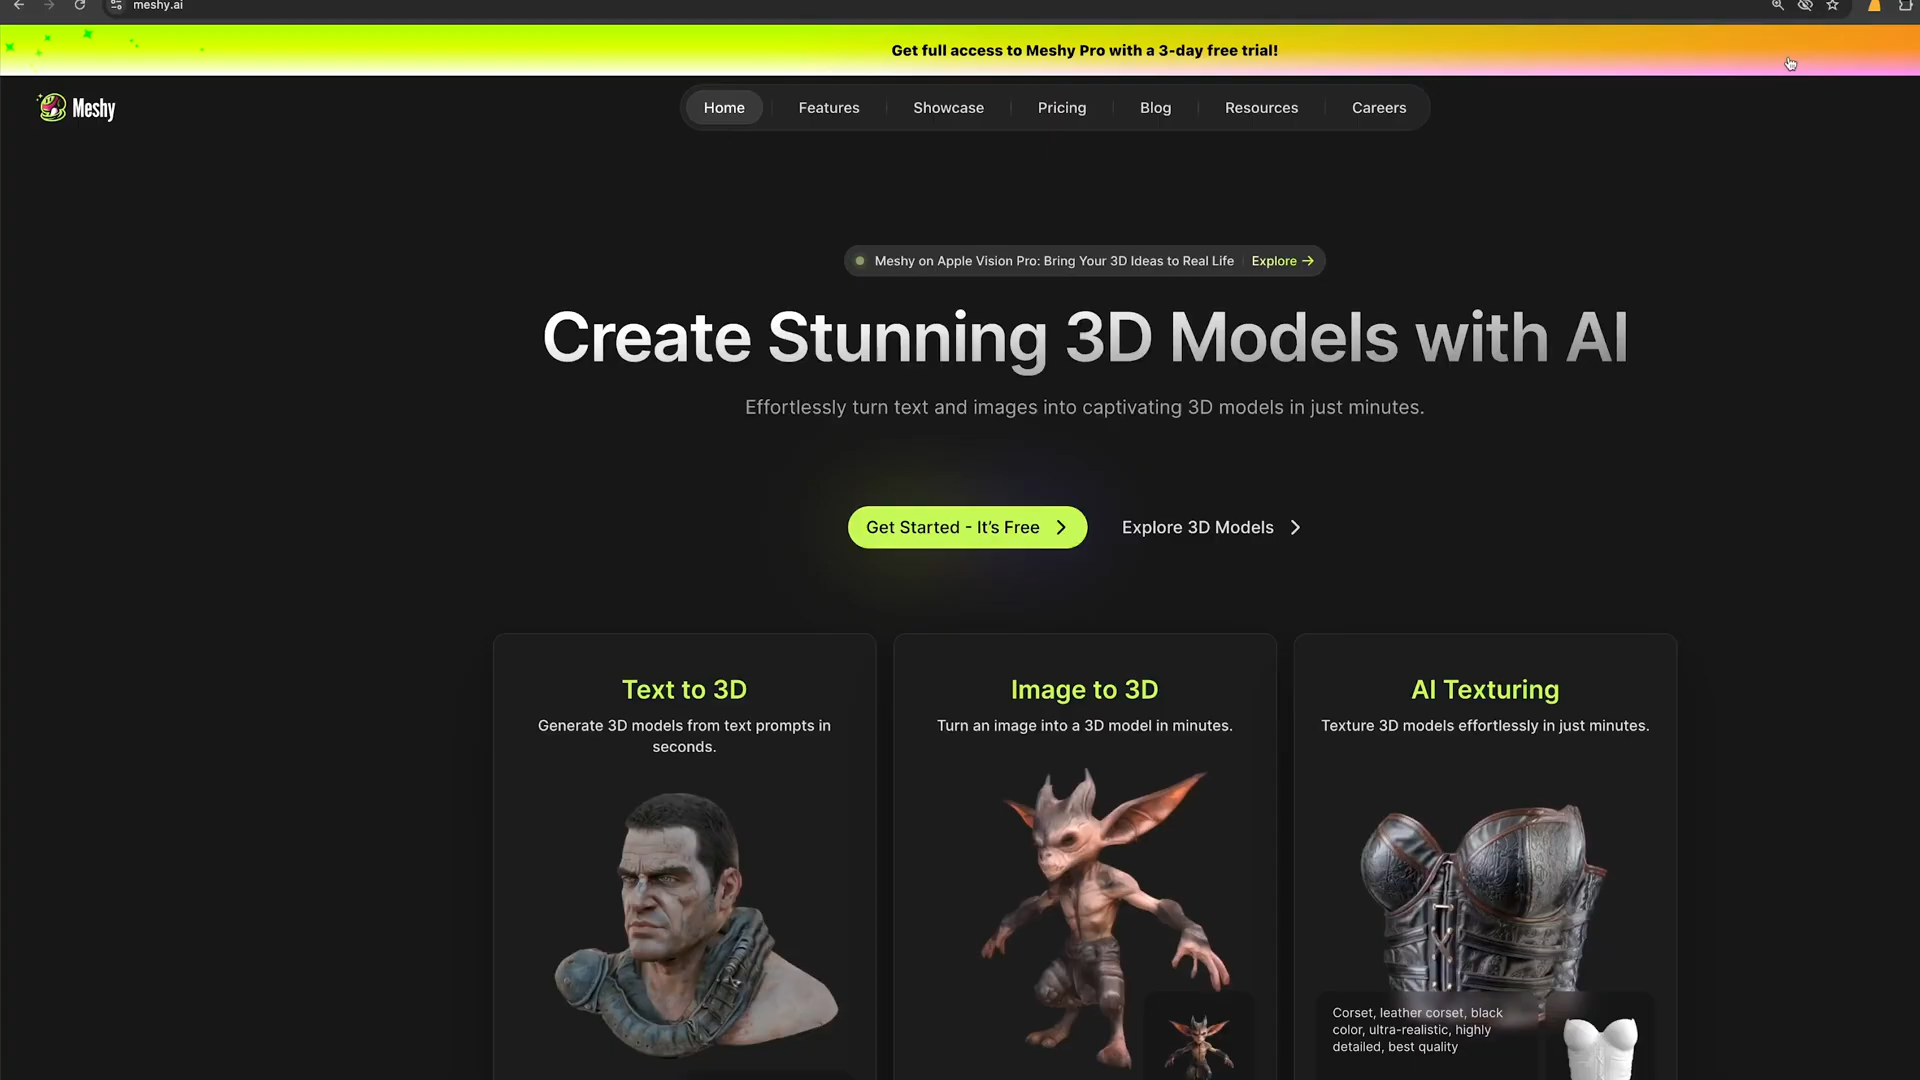 meshy.ai
Get full access to Meshy Pro with a 3-day free trial!
Meshy
Home
Features
Showcase
Pricing
Blog
Resources
Careers
Meshy on Apple Vision Pro: Bring Your 3D Ideas to Real Life
Explore →
Create Stunning 3D Models with AI
Effortlessly turn text and images into captivating 3D models in just minutes.
Get Started - It's Free
Explore 3D Models
Text to 3D
Generate 3D models from text prompts in
seconds.
Image to 3D
Turn an image into a 3D model in minutes.
AI Texturing
Texture 3D models effortlessly in just minutes.
Corset, leather corset, black
color, ultra-realistic, highly
detailed, best quality